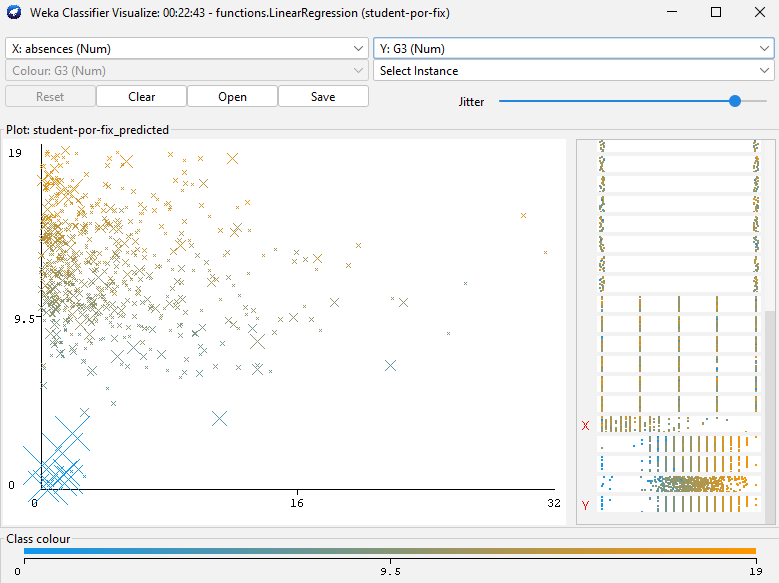 Weka Classifier Visualize: 00:22:43 - functions.LinearRegression (student-por-fix)
X: absences (Num) Y: G3 (Num)
Colour: G3 (Num) Select Instance
Reset Clear Open Save Jitter
Plot: student-por-fix_predicted
19
9.5
0
0 16 32
X
Y
Class colour
0 9.5 19